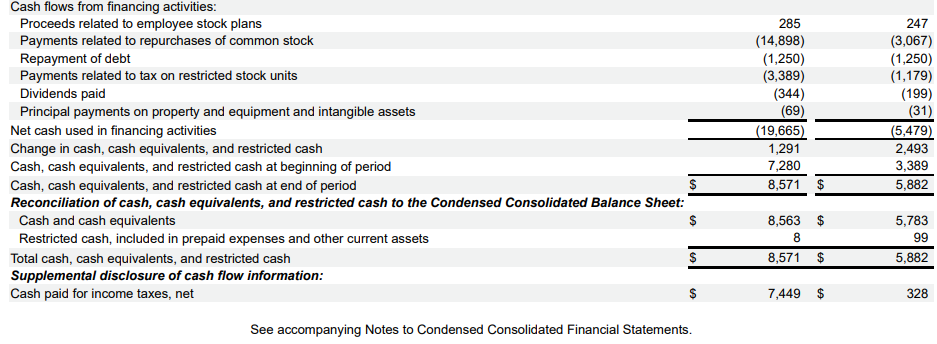 Cash flows from financing activities:
Proceeds related to employee stock plans 285 247
Payments related to repurchases of common stock (14,898) (3,067)
Repayment of debt (1,250) (1,250)
Payments related to tax on restricted stock units (3,389) (1,179)
Dividends paid (344) (199)
Principal payments on property and equipment and intangible assets (69) (31)
Net cash used in financing activities (19,665) (5,479)
Change in cash, cash equivalents, and restricted cash 1,291 2,493
Cash, cash equivalents, and restricted cash at beginning of period 7,280 3,389
Cash, cash equivalents, and restricted cash at end of period $ 8,571 $ 5,882
Reconciliation of cash, cash equivalents, and restricted cash to the Condensed Consolidated Balance Sheet:
Cash and cash equivalents $ 8,563 $ 5,783
Restricted cash, included in prepaid expenses and other current assets 8 99
Total cash, cash equivalents, and restricted cash $ 8,571 $ 5,882
Supplemental disclosure of cash flow information:
Cash paid for income taxes, net $ 7,449 $ 328
See accompanying Notes to Condensed Consolidated Financial Statements.